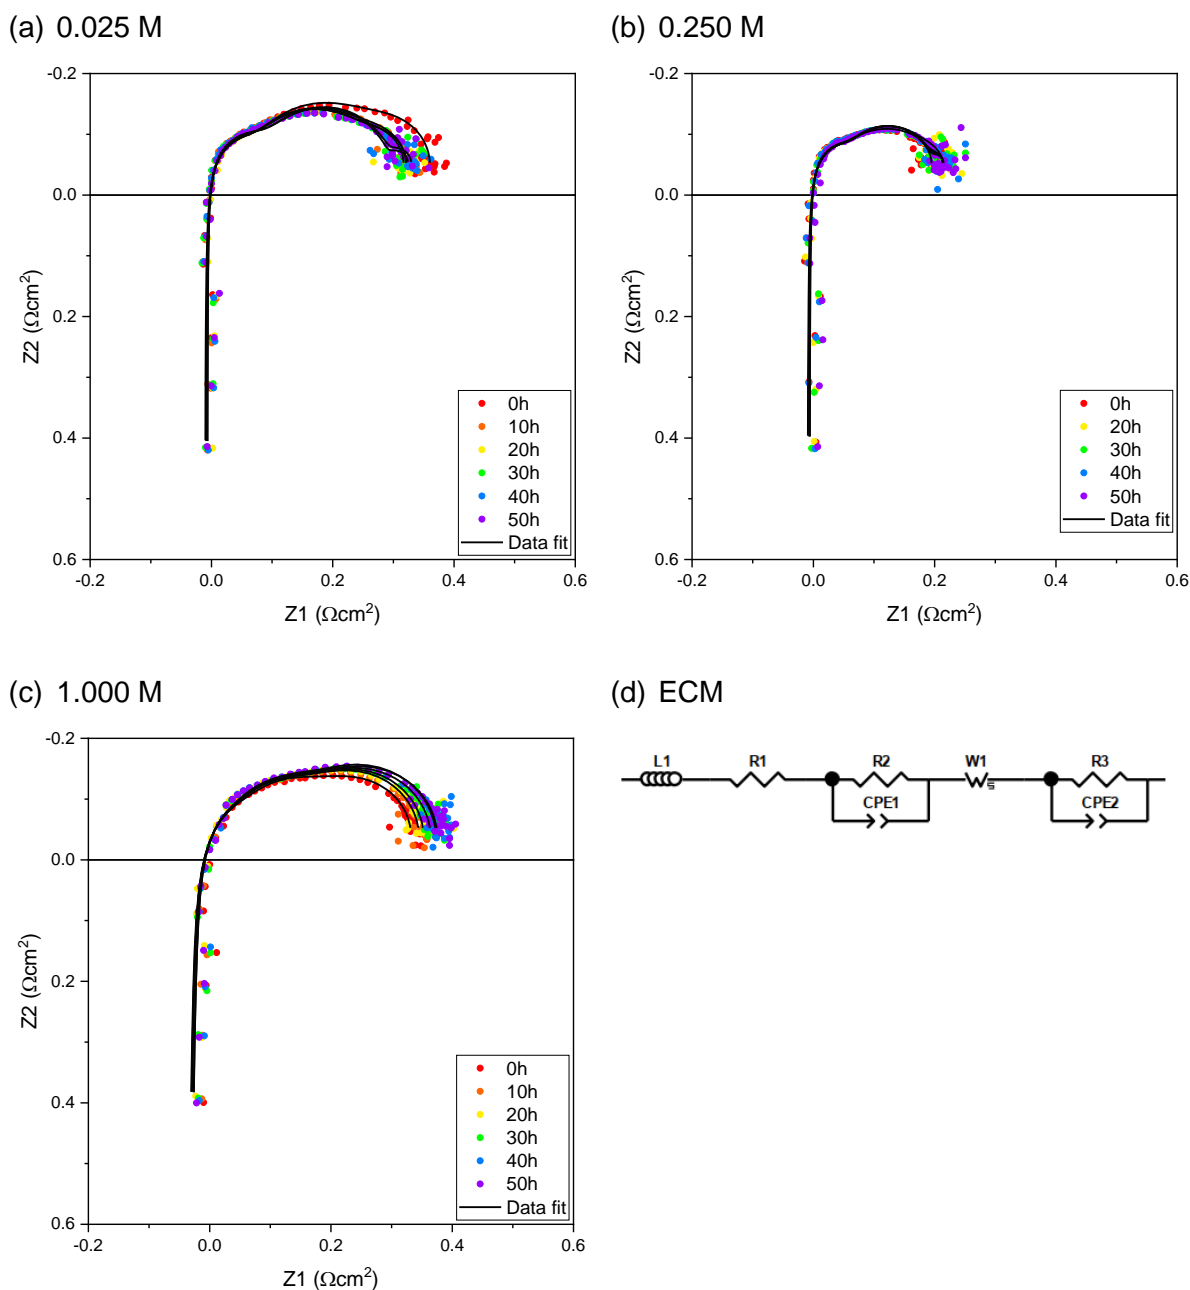 (a) 0.025 M
-0.2
0.0
0.2
0.4
0.6
Z2 (Ωcm²)
-0.2 0.0 0.2 0.4 0.6
Z1 (Ωcm²)
0h
10h
20h
30h
40h
50h
Data fit
(b) 0.250 M
-0.2
0.0
0.2
0.4
0.6
Z2 (Ωcm²)
-0.2 0.0 0.2 0.4 0.6
Z1 (Ωcm²)
0h
20h
30h
40h
50h
Data fit
(c) 1.000 M
-0.2
0.0
0.2
0.4
0.6
Z2 (Ωcm²)
-0.2 0.0 0.2 0.4 0.6
Z1 (Ωcm²)
0h
10h
20h
30h
40h
50h
Data fit
(d) ECM
L1 R1 R2 W1 R3
CPE1 CPE2